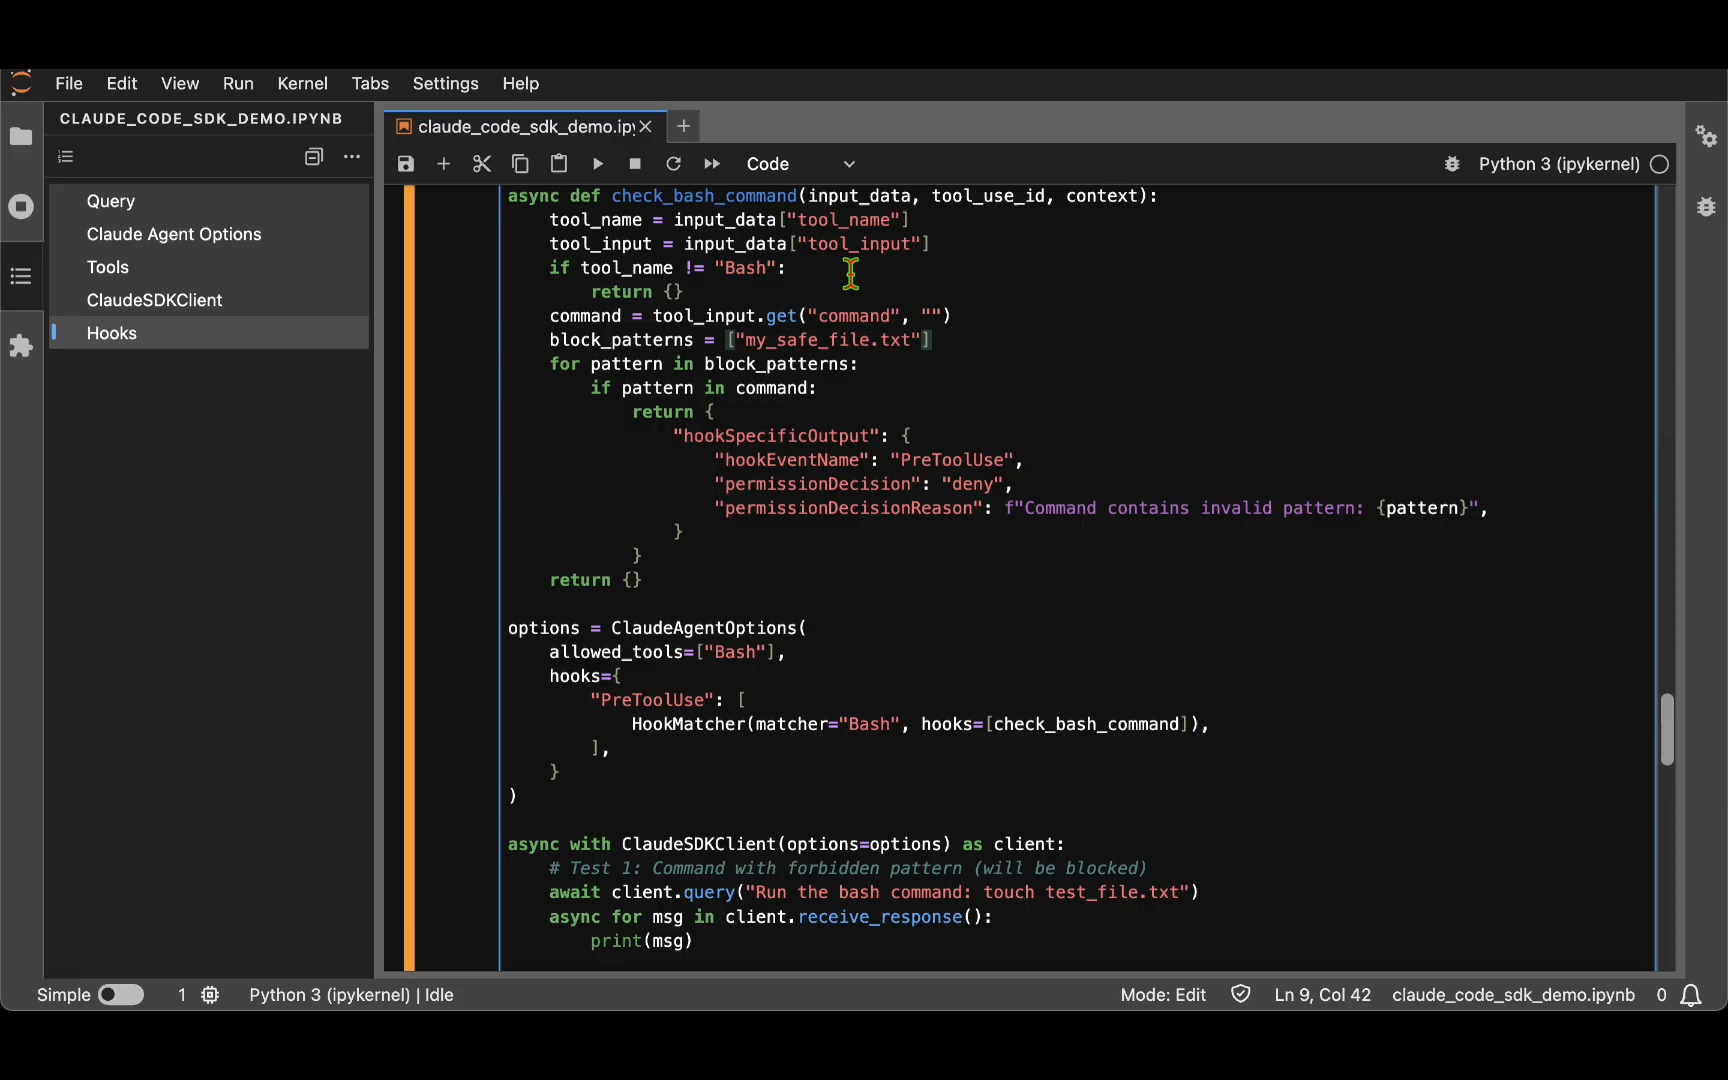 File Edit View Run Kernel Tabs Settings Help
CLAUDE_CODE_SDK_DEMO.IPYNB
Query
Claude Agent Options
Tools
ClaudeSDKClient
Hooks
claude_code_sdk_demo.ipy
Code
Python 3 (ipykernel)
async def check_bash_command(input_data, tool_use_id, context):
    tool_name = input_data["tool_name"]
    tool_input = input_data["tool_input"]
    if tool_name != "Bash":
        return {}
    command = tool_input.get("command", "")
    block_patterns = ["my_safe_file.txt"]
    for pattern in block_patterns:
        if pattern in command:
            return {
                "hookSpecificOutput": {
                    "hookEventName": "PreToolUse",
                    "permissionDecision": "deny",
                    "permissionDecisionReason": f"Command contains invalid pattern: {pattern}",
                }
            }
    return {}
options = ClaudeAgentOptions(
    allowed_tools=["Bash"],
    hooks={
        "PreToolUse": [
            HookMatcher(matcher="Bash", hooks=[check_bash_command]),
        ],
    }
)
async with ClaudeSDKClient(options=options) as client:
    # Test 1: Command with forbidden pattern (will be blocked)
    await client.query("Run the bash command: touch test_file.txt")
    async for msg in client.receive_response():
        print(msg)
Simple 1 Python 3 (ipykernel) | Idle Mode: Edit Ln 9, Col 42 claude_code_sdk_demo.ipynb 0